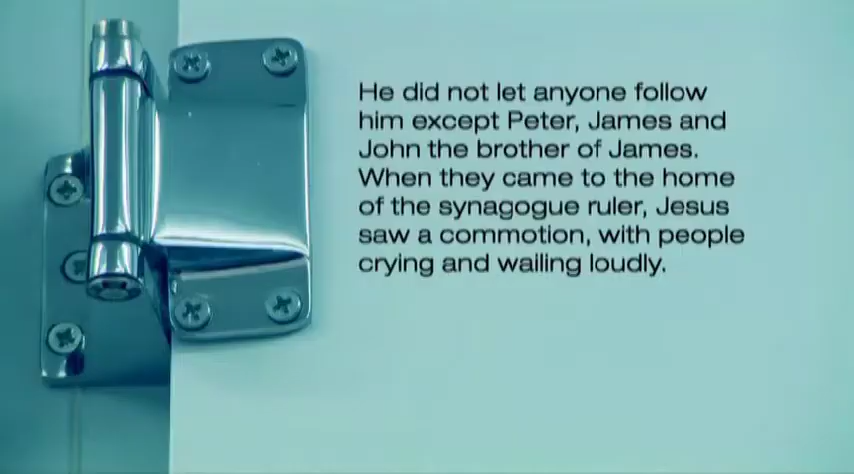 He did not let anyone follow
him except Peter, James and
John the brother of James.
When they came to the home
of the synagogue ruler, Jesus
saw a commotion, with people
crying and wailing loudly.